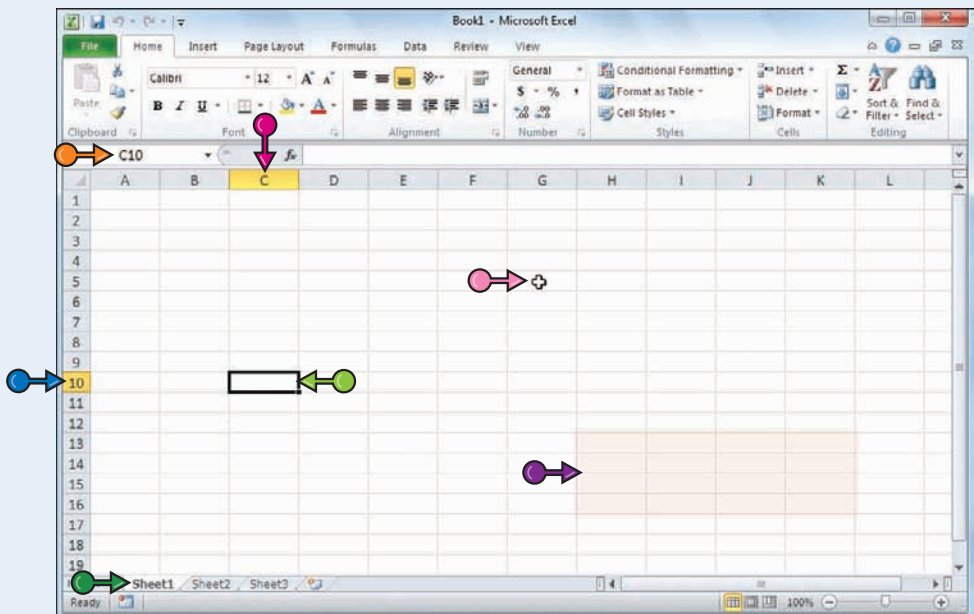 Book1 - Microsoft Excel
File Home Insert Page Layout Formulas Data Review View
Calibri 12 A A General Conditional Formatting Insert Σ
Paste B I U A $ % , Format as Table Delete Sort & Find &
Cell Styles Format Filter Select
Clipboard Font Alignment Number Styles Cells Editing
C10 fx
A B C D E F G H I J K L
1
2
3
4
5
6
7
8
9
10
11
12
13
14
15
16
17
18
19
Sheet1 Sheet2 Sheet3
Ready 100%